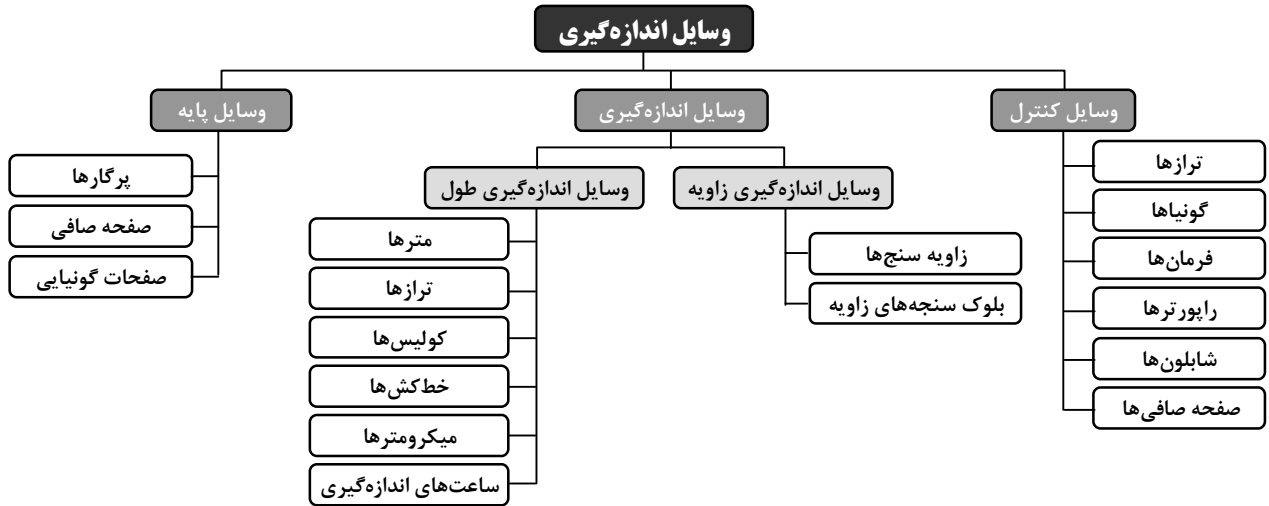 وسایل اندازه‌گیری
وسایل کنترل
ترازها
گونیاها
فرمان‌ها
راپورترها
شابلون‌ها
صفحه صافی‌ها
وسایل اندازه‌گیری
وسایل اندازه‌گیری زاویه
زاویه سنج‌ها
بلوک سنجه‌های زاویه
وسایل اندازه‌گیری طول
مترها
ترازها
کولیس‌ها
خط‌کش‌ها
میکرومترها
ساعت‌های اندازه‌گیری
وسایل پایه
پرگارها
صفحه صافی
صفحات گونیایی